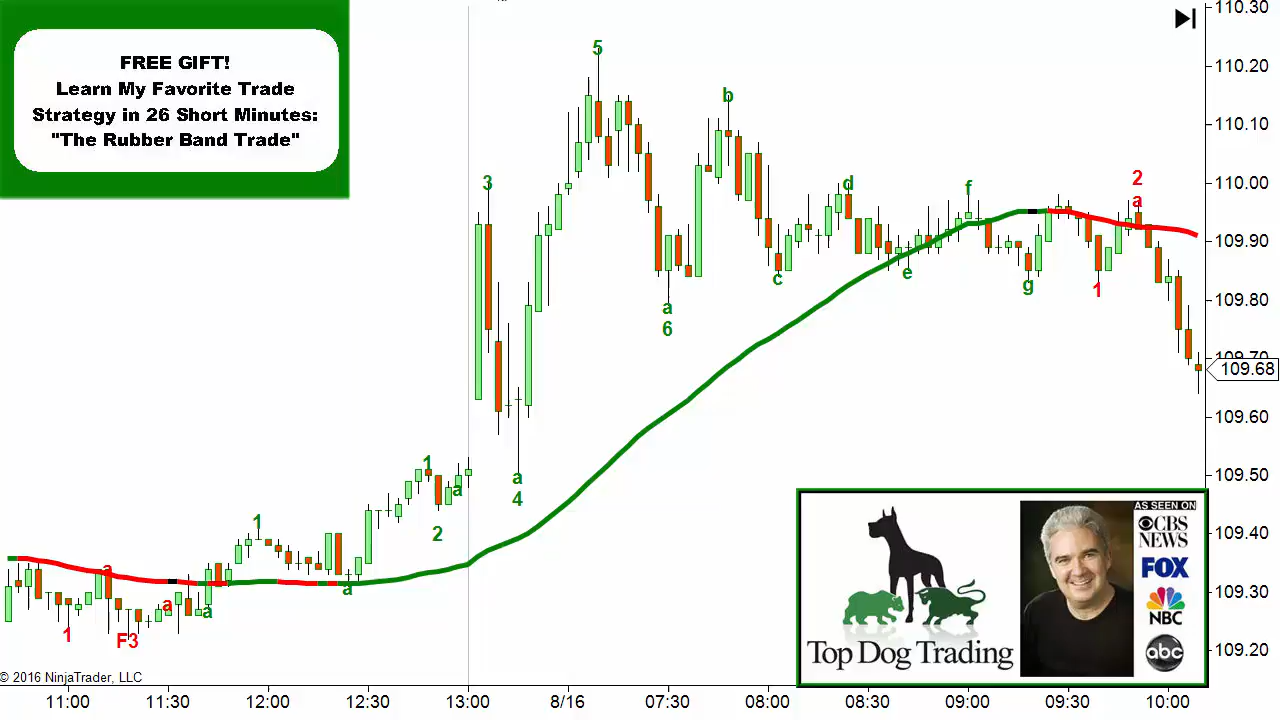 FREE GIFT!
Learn My Favorite Trade
Strategy in 26 Short Minutes:
"The Rubber Band Trade"
110.30
5
110.20
b
110.10
3
d
f
2
a
110.00
109.90
c
e
g
1
a
6
109.80
109.70
109.68
109.60
1
a
2
a
4
109.50
1
109.40
a
a
a
a
109.30
1
F3
109.20
AS SEEN ON
CBS
NEWS
FOX
NBC
abc
Top Dog Trading
© 2016 NinjaTrader, LLC
11:00 11:30 12:00 12:30 13:00 8/16 07:30 08:00 08:30 09:00 09:30 10:00